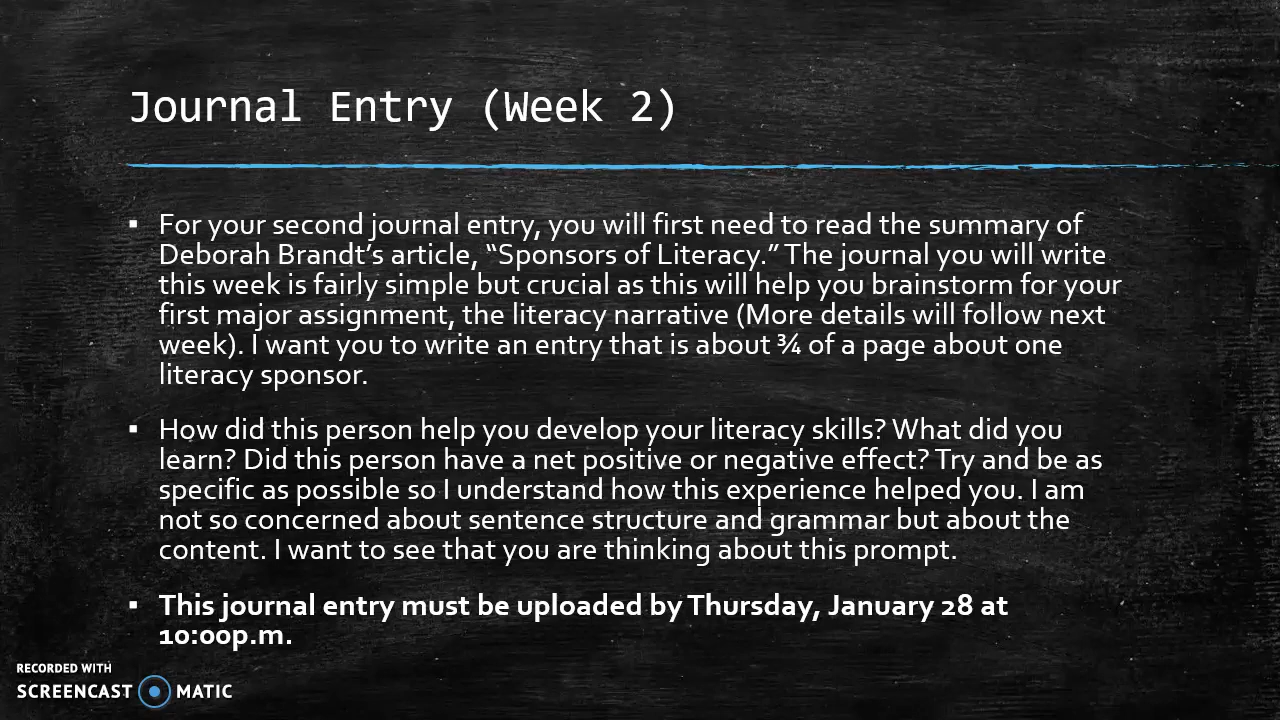 Journal Entry (Week 2)
▪ For your second journal entry, you will first need to read the summary of
Deborah Brandt’s article, “Sponsors of Literacy.” The journal you will write
this week is fairly simple but crucial as this will help you brainstorm for your
first major assignment, the literacy narrative (More details will follow next
week). I want you to write an entry that is about ¾ of a page about one
literacy sponsor.
▪ How did this person help you develop your literacy skills? What did you
learn? Did this person have a net positive or negative effect? Try and be as
specific as possible so I understand how this experience helped you. I am
not so concerned about sentence structure and grammar but about the
content. I want to see that you are thinking about this prompt.
▪ This journal entry must be uploaded by Thursday, January 28 at
10:00p.m.
RECORDED WITH
SCREENCAST MATIC